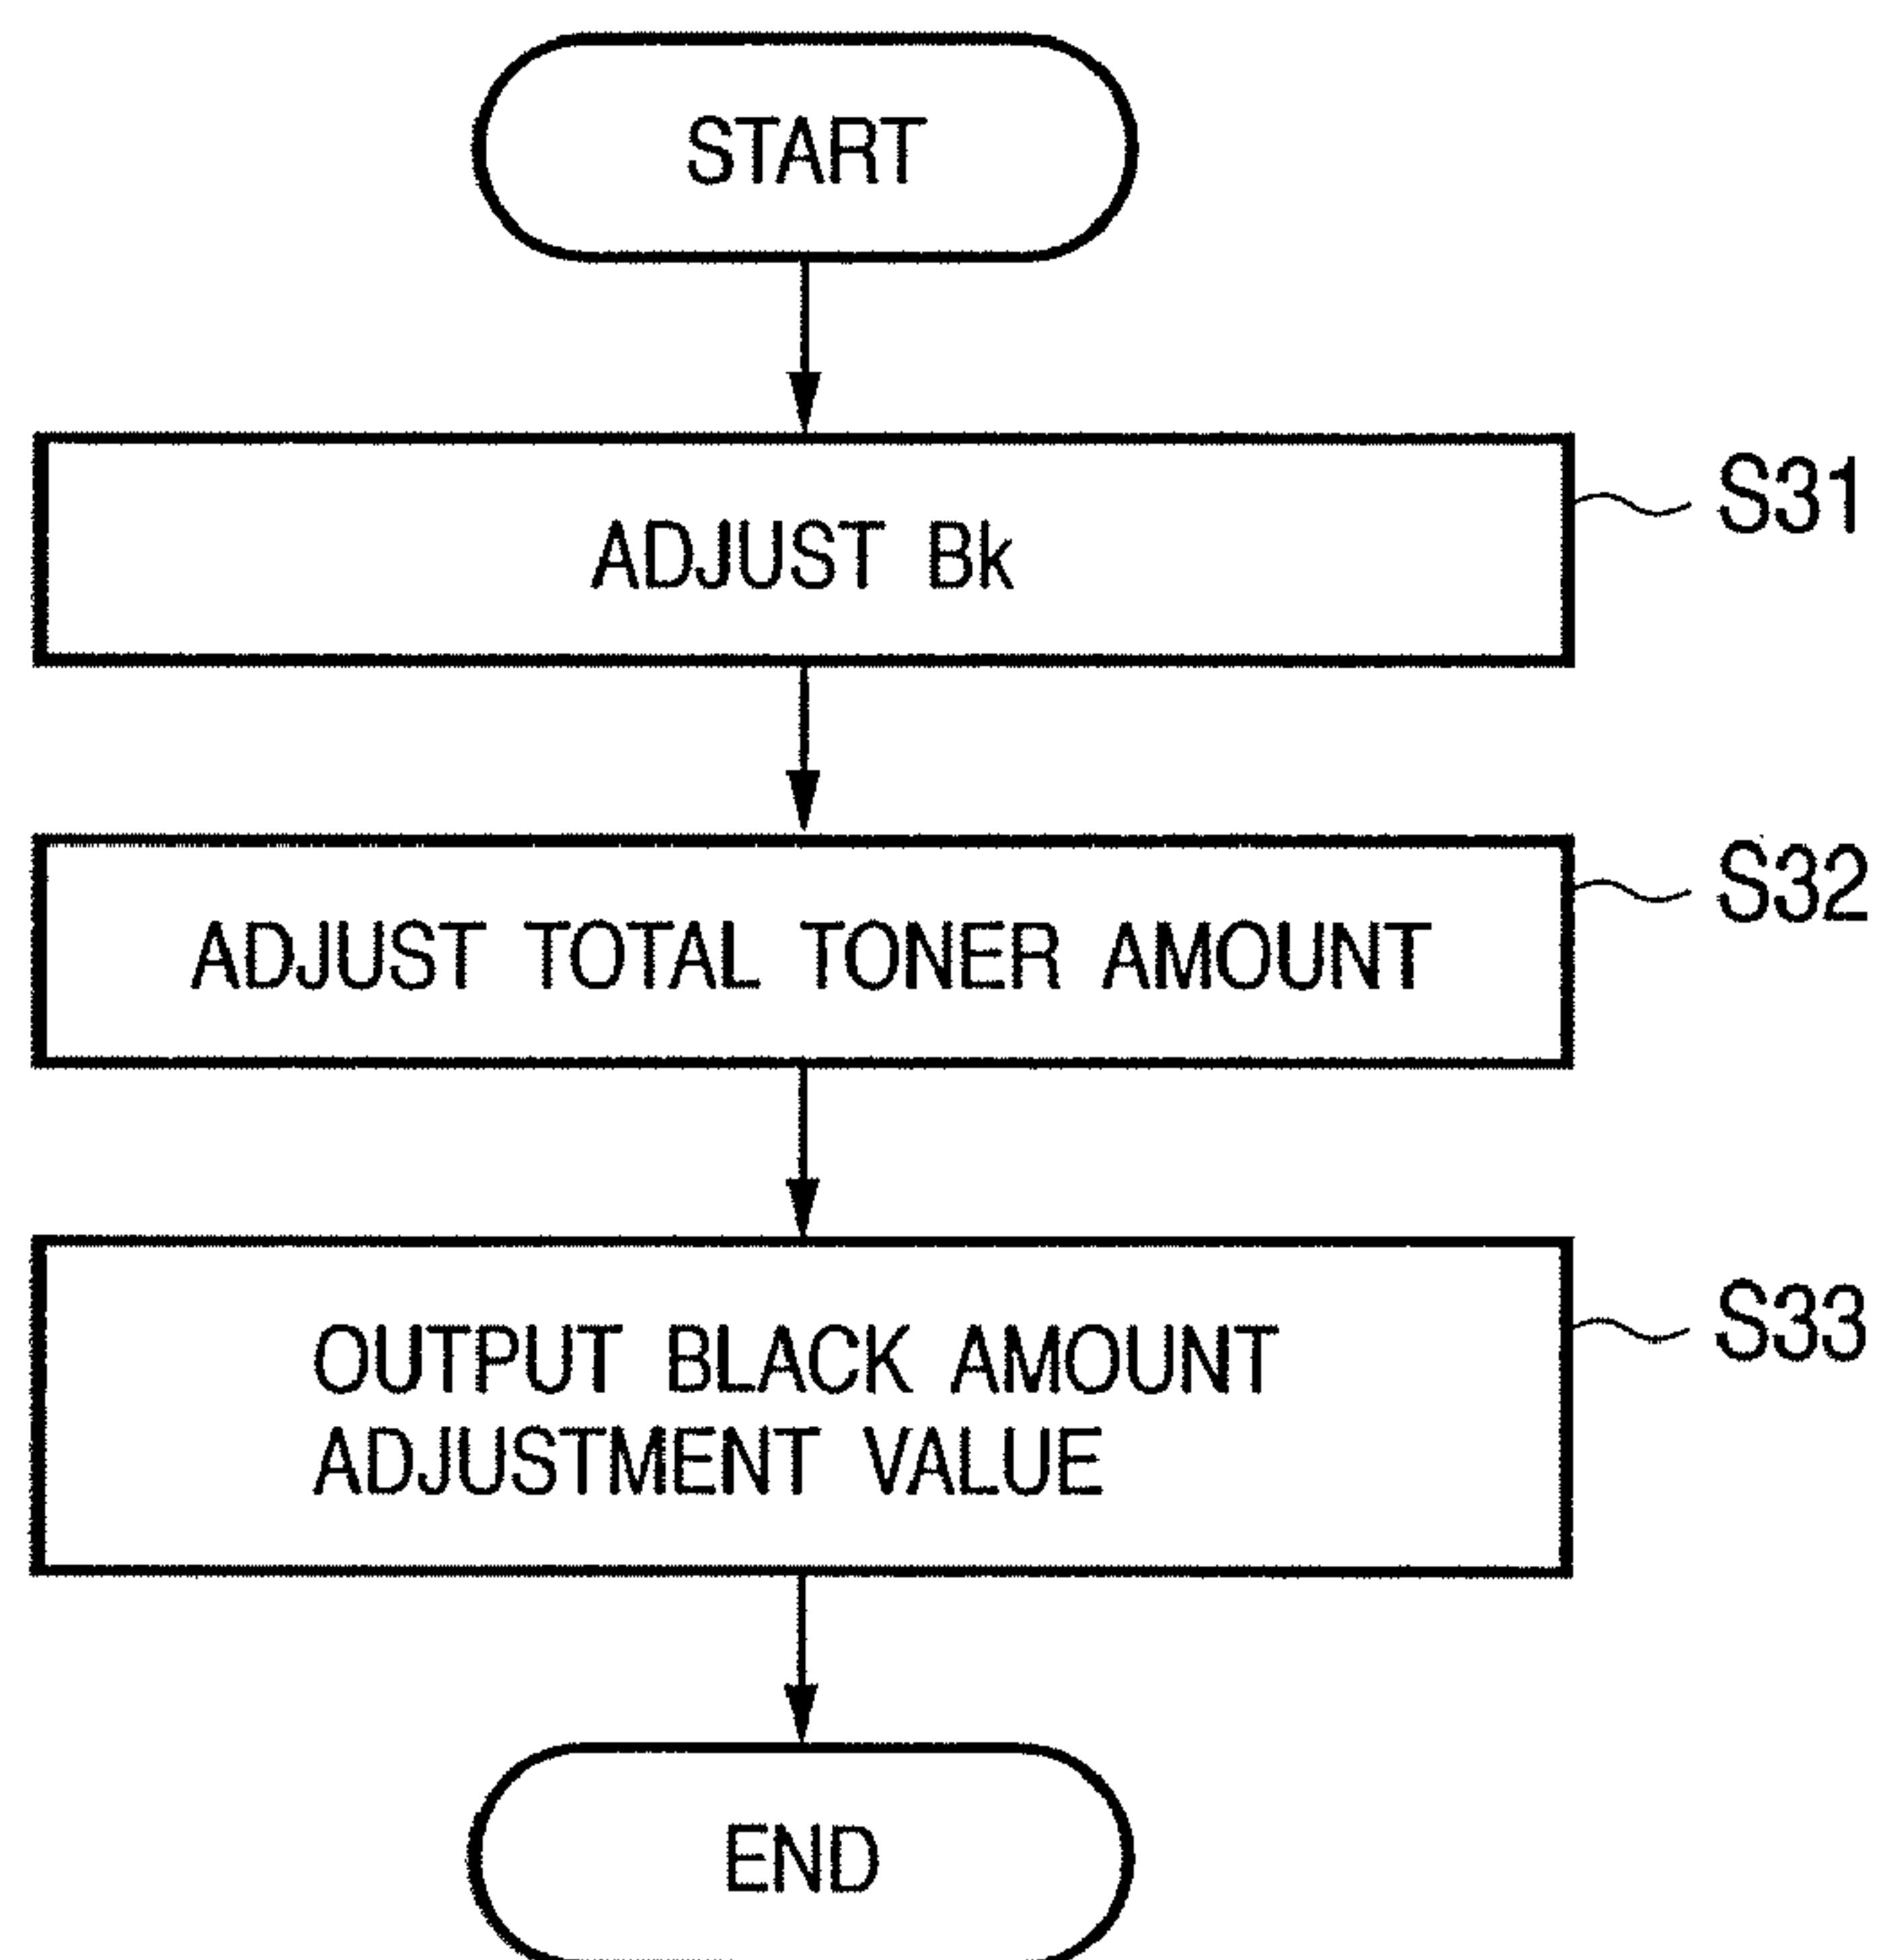 START
ADJUST Bk
S31
ADJUST TOTAL TONER AMOUNT
S32
OUTPUT BLACK AMOUNT
ADJUSTMENT VALUE
S33
END